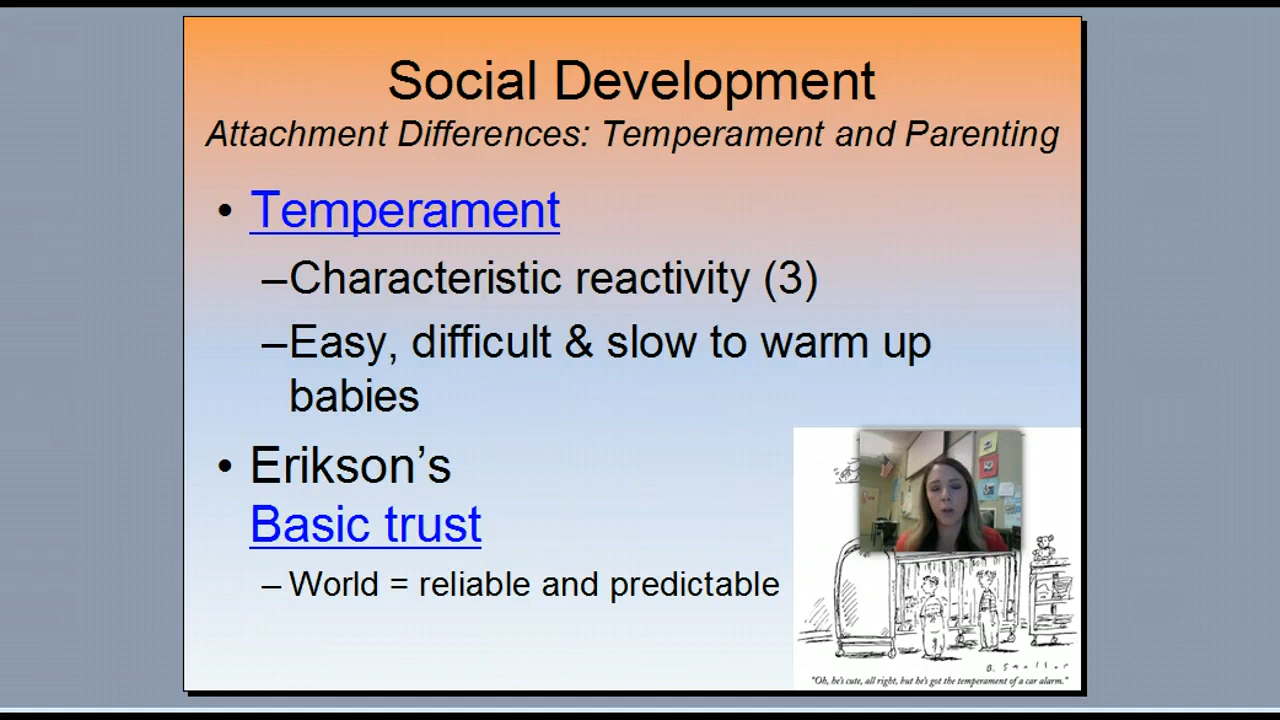 Social Development
Attachment Differences: Temperament and Parenting
• Temperament
–Characteristic reactivity (3)
–Easy, difficult & slow to warm up
babies
• Erikson’s
Basic trust
– World = reliable and predictable
"Oh, he's cute, all right, but he's got the temperament of a car alarm."